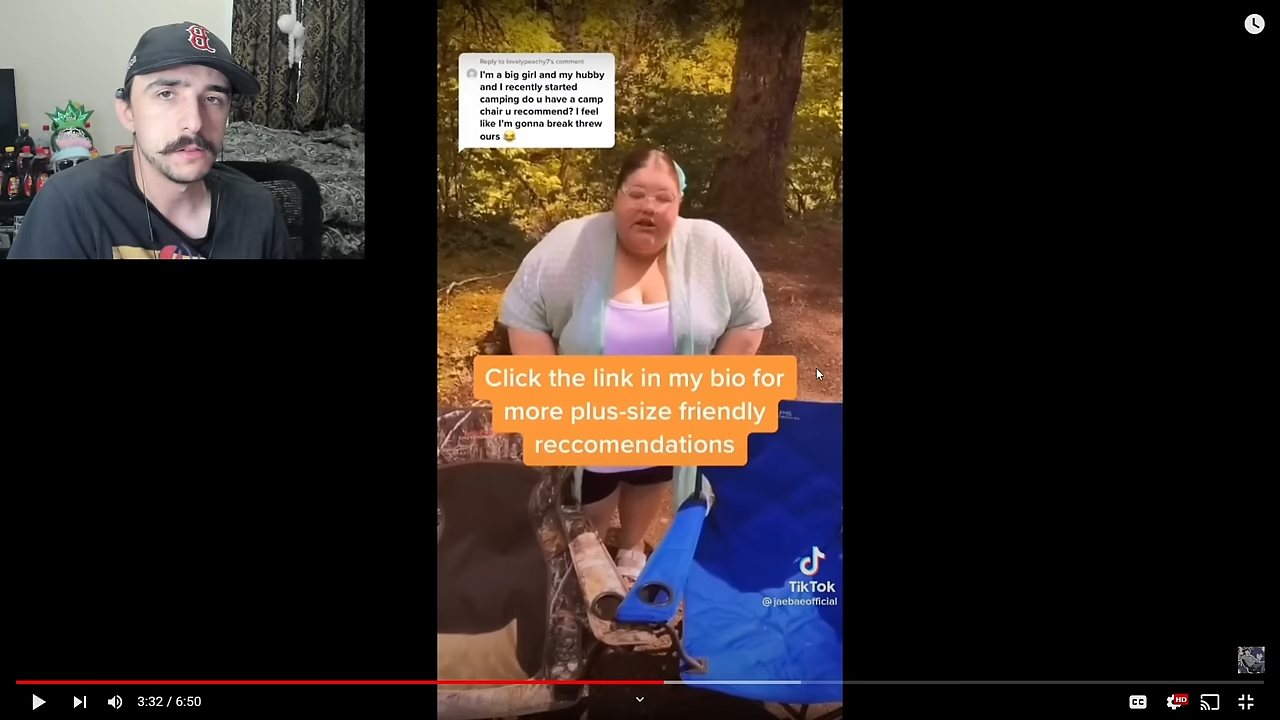 Reply to lovelypeachy7's comment
I'm a big girl and my hubby
and I recently started
camping do u have a camp
chair u recommend? I feel
like I'm gonna break threw
ours 😂
Click the link in my bio for
more plus-size friendly
reccomendations
TikTok
@jaebaeofficial
3:32 / 6:50
CC
HD
B